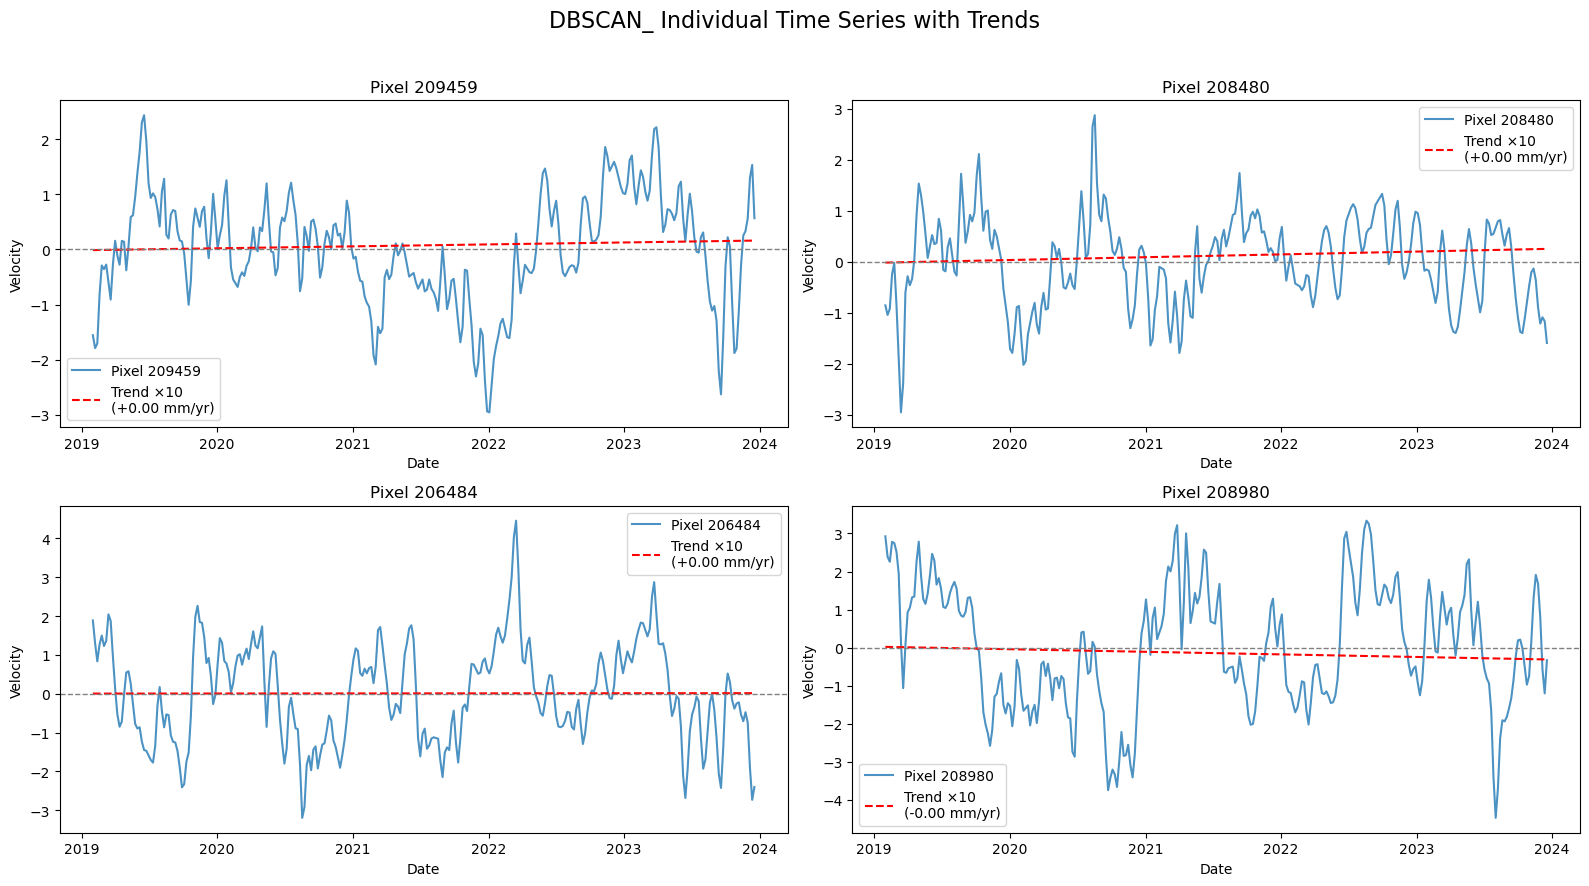 DBSCAN_ Individual Time Series with Trends
Pixel 209459
Velocity
2
1
0
−1
−2
−3
Pixel 209459
Trend ×10
(+0.00 mm/yr)
2019 2020 2021 2022 2023 2024
Date
Pixel 208480
Velocity
3
2
1
0
−1
−2
−3
Pixel 208480
Trend ×10
(+0.00 mm/yr)
2019 2020 2021 2022 2023 2024
Date
Pixel 206484
Velocity
4
3
2
1
0
−1
−2
−3
Pixel 206484
Trend ×10
(+0.00 mm/yr)
2019 2020 2021 2022 2023 2024
Date
Pixel 208980
Velocity
3
2
1
0
−1
−2
−3
−4
Pixel 208980
Trend ×10
(-0.00 mm/yr)
2019 2020 2021 2022 2023 2024
Date